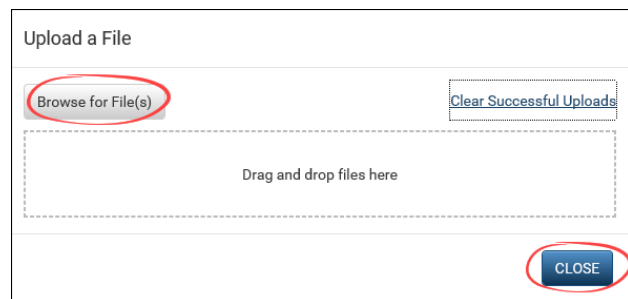 Upload a File
Browse for File(s)
Clear Successful Uploads
Drag and drop files here
CLOSE